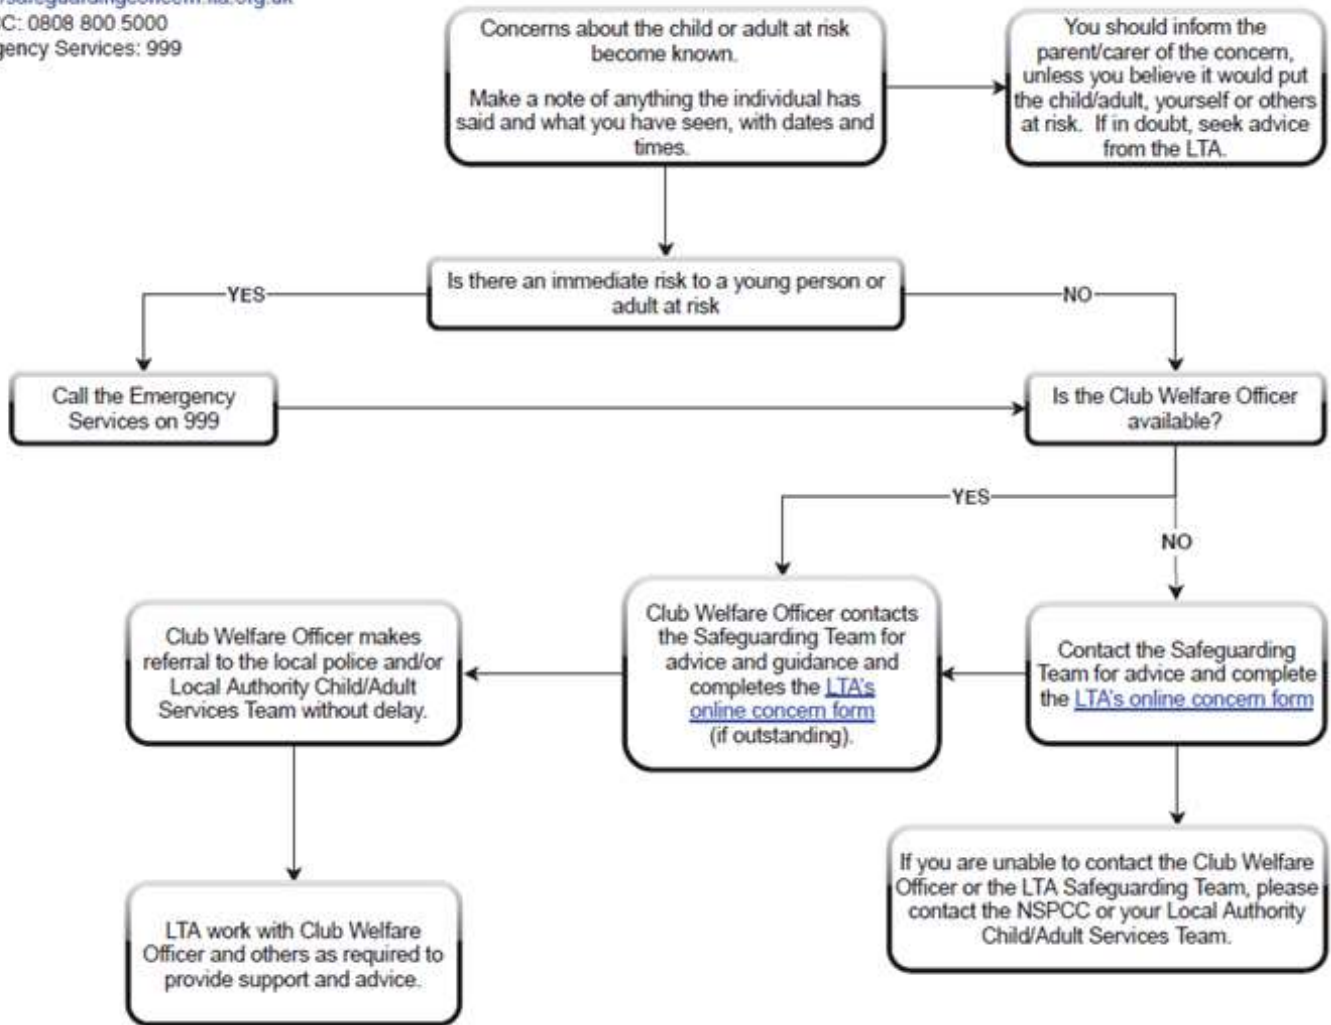 safeguardingconcern.lta.org.uk
C: 0808 800 5000
gency Services: 999
Concerns about the child or adult at risk
become known.
Make a note of anything the individual has
said and what you have seen, with dates and
times.
You should inform the
parent/carer of the concern,
unless you believe it would put
the child/adult, yourself or others
at risk. If in doubt, seek advice
from the LTA.
Is there an immediate risk to a young person or
adult at risk
YES
NO
Call the Emergency
Services on 999
Is the Club Welfare Officer
available?
YES
NO
Club Welfare Officer makes
referral to the local police and/or
Local Authority Child/Adult
Services Team without delay.
Club Welfare Officer contacts
the Safeguarding Team for
advice and guidance and
completes the LTA's
online concern form
(if outstanding).
Contact the Safeguarding
Team for advice and complete
the LTA's online concern form
If you are unable to contact the Club Welfare
Officer or the LTA Safeguarding Team, please
contact the NSPCC or your Local Authority
Child/Adult Services Team.
LTA work with Club Welfare
Officer and others as required to
provide support and advice.